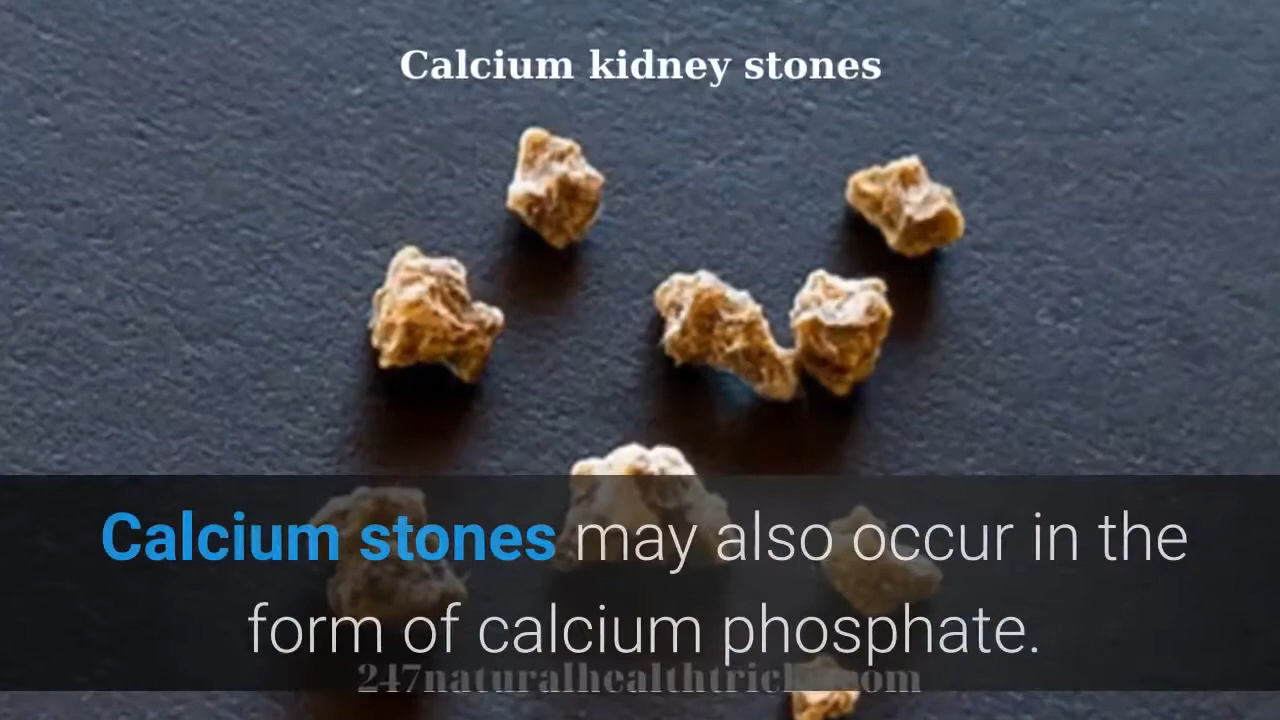 Calcium kidney stones
Calcium stones may also occur in the
form of calcium phosphate.